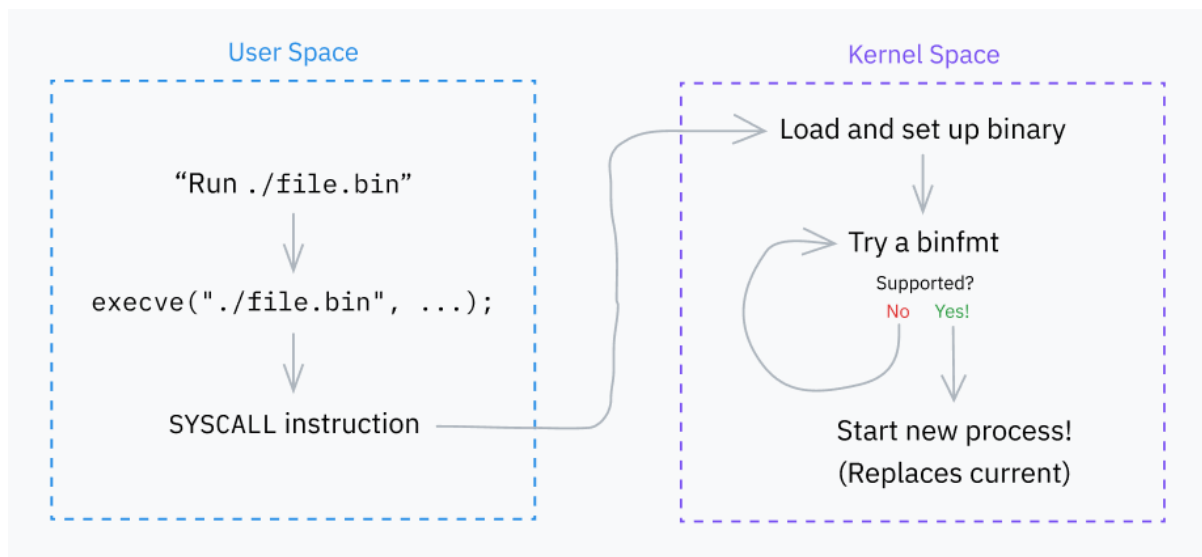 User Space
“Run ./file.bin”
execve("./file.bin", ...);
SYSCALL instruction
Kernel Space
Load and set up binary
Try a binfmt
Supported?
No Yes!
Start new process!
(Replaces current)